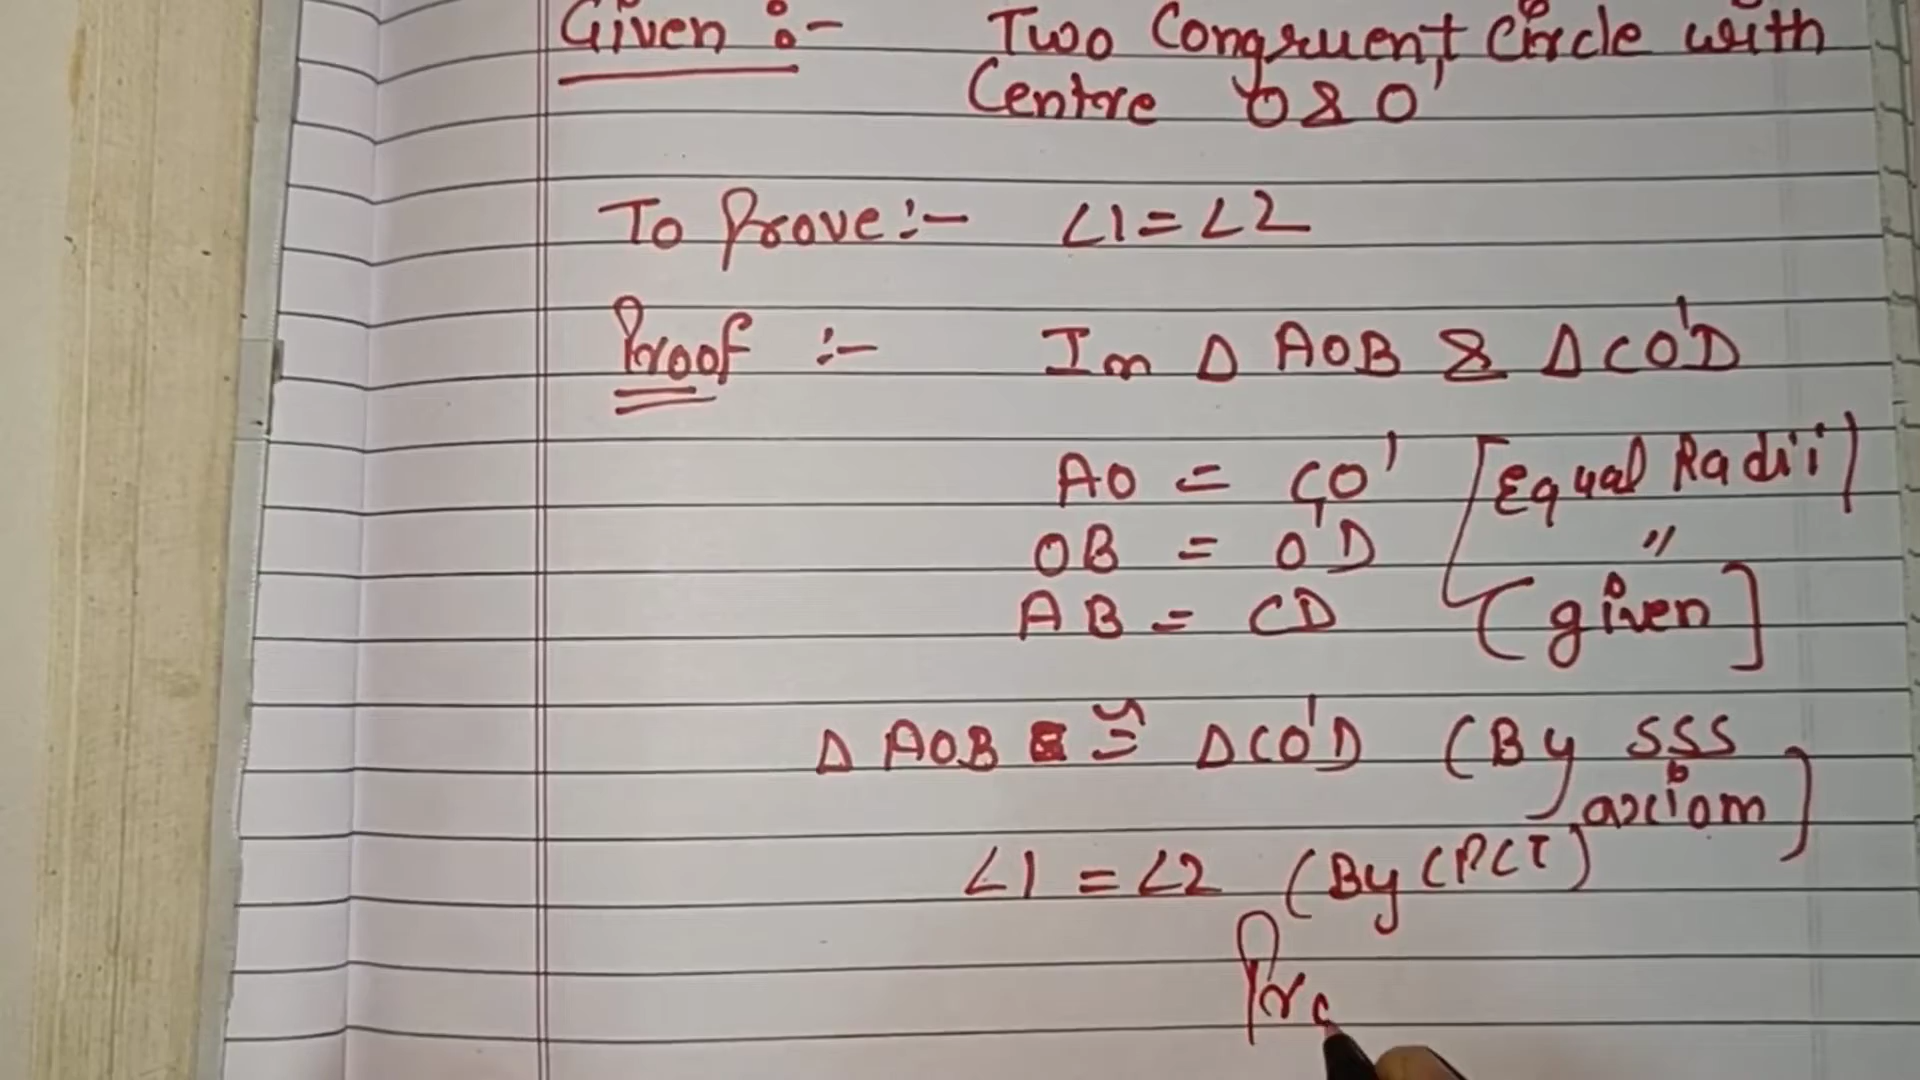 Given :- Two Congruent Circle with
Centre O & O'
To Prove :- ∠1 = ∠2
Proof :- In Δ AOB & Δ CO'D
AO = CO' [Equal Radii]
OB = O'D "
AB = CD [given]
Δ AOB ≅ Δ CO'D (By SSS
axiom]
∠1 = ∠2 (By CPCT)
Pro